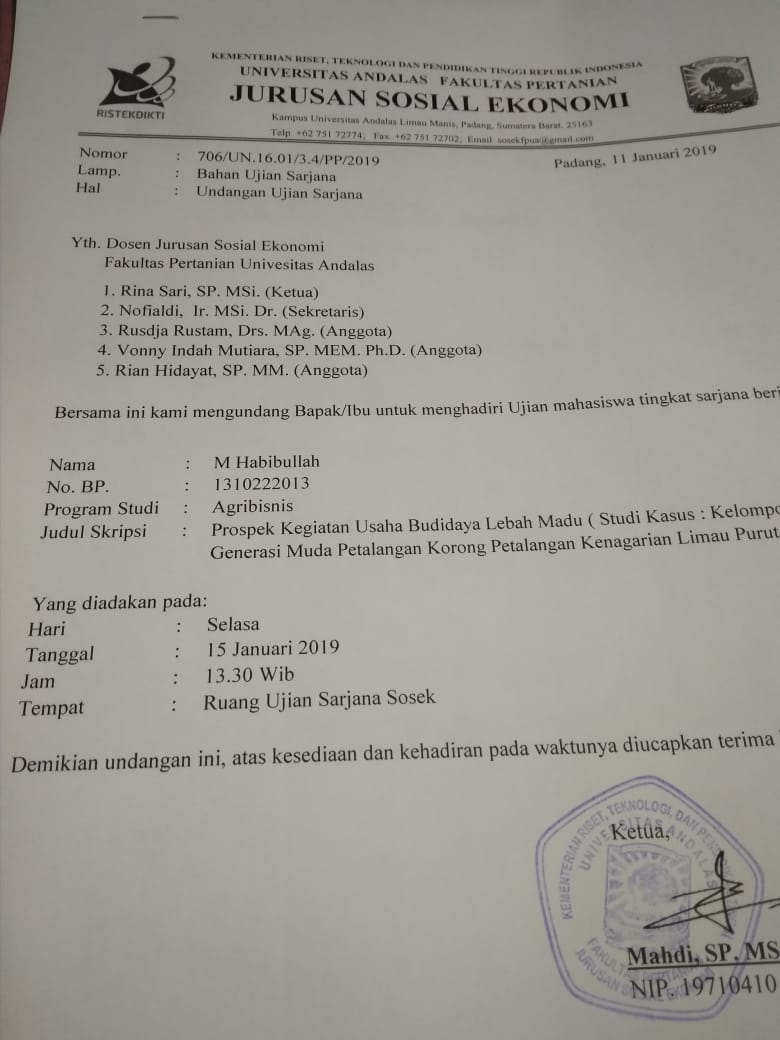 KEMENTERIAN RISET, TEKNOLOGI DAN PENDIDIKAN TINGGI REPUBLIK INDONESIA
UNIVERSITAS ANDALAS FAKULTAS PERTANIAN
JURUSAN SOSIAL EKONOMI
Kampus Universitas Andalas Limau Manis, Padang, Sumatera Barat. 25163
Telp. +62 751 72774; Fax +62 751 72702; Email sosekfpua@gmail.com
RISTEKDIKTI
Nomor : 706/UN.16.01/3.4/PP/2019 Padang, 11 Januari 2019
Lamp. : Bahan Ujian Sarjana
Hal : Undangan Ujian Sarjana
Yth. Dosen Jurusan Sosial Ekonomi
Fakultas Pertanian Univesitas Andalas
1. Rina Sari, SP. MSi. (Ketua)
2. Nofialdi, Ir. MSi. Dr. (Sekretaris)
3. Rusdja Rustam, Drs. MAg. (Anggota)
4. Vonny Indah Mutiara, SP. MEM. Ph.D. (Anggota)
5. Rian Hidayat, SP. MM. (Anggota)
Bersama ini kami mengundang Bapak/Ibu untuk menghadiri Ujian mahasiswa tingkat sarjana beri
Nama : M Habibullah
No. BP. : 1310222013
Program Studi : Agribisnis
Judul Skripsi : Prospek Kegiatan Usaha Budidaya Lebah Madu ( Studi Kasus : Kelompo
Generasi Muda Petalangan Korong Petalangan Kenagarian Limau Purut
Yang diadakan pada:
Hari : Selasa
Tanggal : 15 Januari 2019
Jam : 13.30 Wib
Tempat : Ruang Ujian Sarjana Sosek
Demikian undangan ini, atas kesediaan dan kehadiran pada waktunya diucapkan terima
KEMENTERIAN RISET, TEKNOLOGI, DAN
UNIVERSITAS ANDALAS
Ketua,
Mahdi, SP. MS
NIP. 19710410